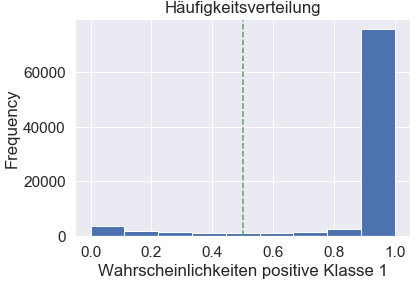 Häufigkeitsverteilung
Frequency
60000
40000
20000
0
0.0 0.2 0.4 0.6 0.8 1.0
Wahrscheinlichkeiten positive Klasse 1